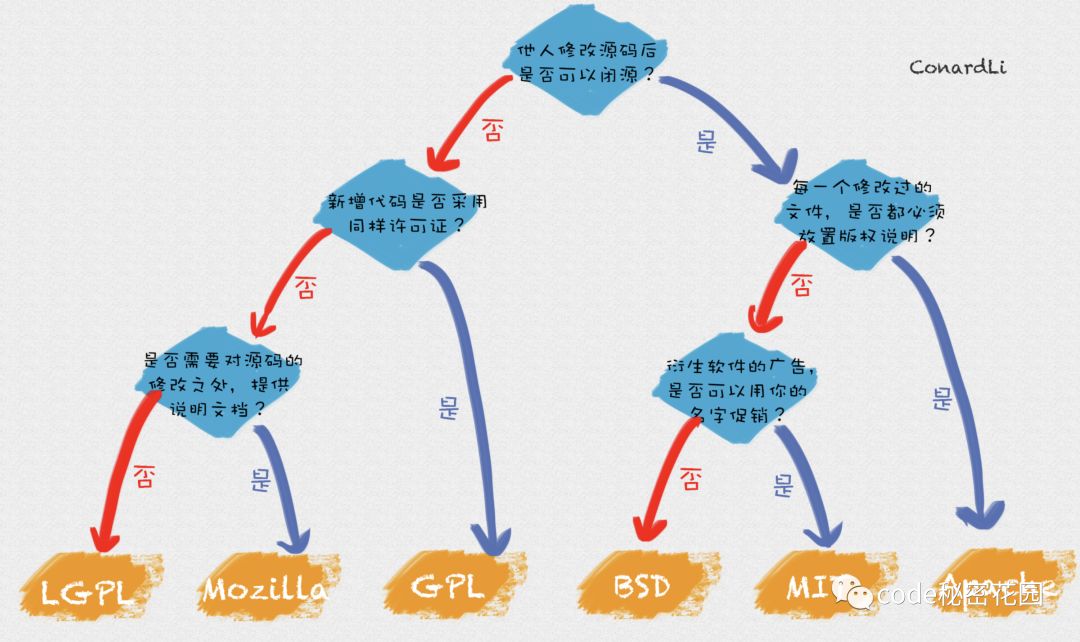 他人修改源码后
是否可以闭源？
ConardLi
否
是
新增代码是否采用
同样许可证？
每一个修改过的
文件，是否都必须
放置版权说明？
否
是
否
是
是否需要对源码的
修改之处，提供
说明文档？
衍生软件的广告，
是否可以用你的
名字促销？
否
是
否
是
LGPL
Mozilla
GPL
BSD
MIT
Apache
code秘密花园